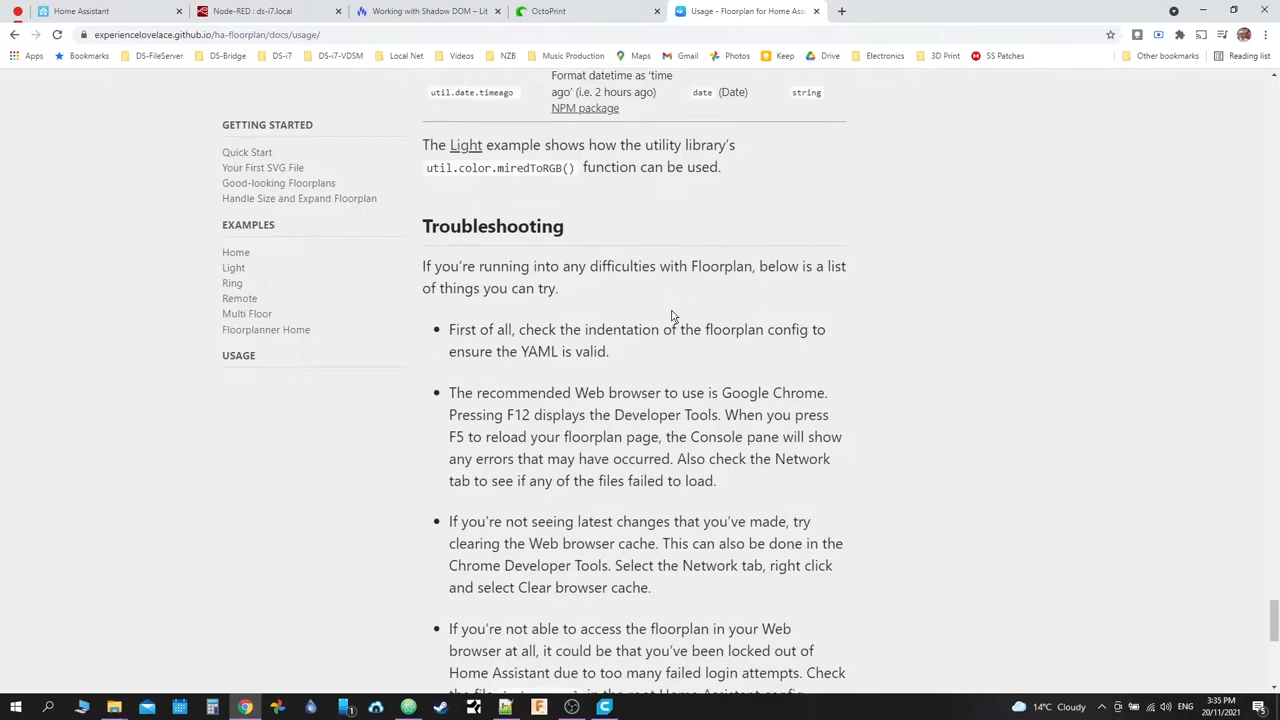 Home Assistant
Node-RED : ds-i7.local
Working with Shadow DOM – Lit
OctoPrint
Usage - Floorplan for Home Assis
experiencelovelace.github.io/ha-floorplan/docs/usage/
Apps
Bookmarks
DS-FileServer
DS-Bridge
DS-i7
DS-i7-VDSM
Local Net
Videos
NZB
Music Production
Maps
Gmail
Photos
Keep
Drive
Electronics
3D Print
SS Patches
Other bookmarks
Reading list
GETTING STARTED
Quick Start
Your First SVG File
Good-looking Floorplans
Handle Size and Expand Floorplan
EXAMPLES
Home
Light
Ring
Remote
Multi Floor
Floorplanner Home
USAGE
util.date.timeago
Format datetime as ‘time
ago’ (i.e. 2 hours ago)
NPM package
date (Date)
string
The Light example shows how the utility library’s
util.color.miredToRGB() function can be used.
Troubleshooting
If you’re running into any difficulties with Floorplan, below is a list
of things you can try.
First of all, check the indentation of the floorplan config to
ensure the YAML is valid.
The recommended Web browser to use is Google Chrome.
Pressing F12 displays the Developer Tools. When you press
F5 to reload your floorplan page, the Console pane will show
any errors that may have occurred. Also check the Network
tab to see if any of the files failed to load.
If you’re not seeing latest changes that you’ve made, try
clearing the Web browser cache. This can also be done in the
Chrome Developer Tools. Select the Network tab, right click
and select Clear browser cache.
If you’re not able to access the floorplan in your Web
browser at all, it could be that you’ve been locked out of
Home Assistant due to too many failed login attempts. Check
the file in the root Home Assistant config
14°C Cloudy
3:35 PM
20/11/2021